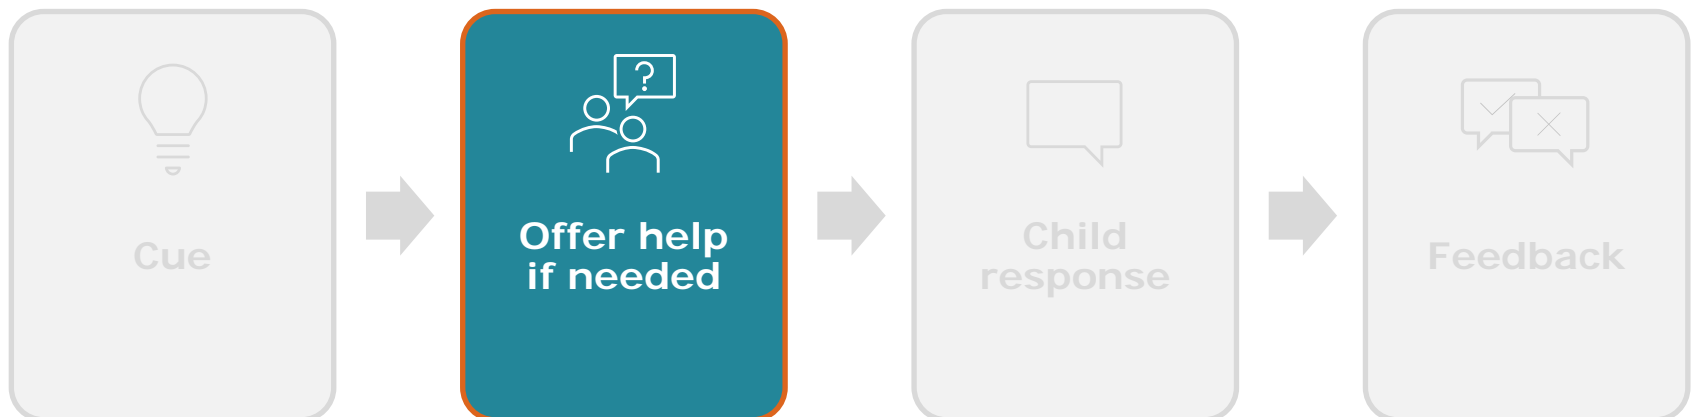 Cue
Offer help
if needed
?
Child
response
Feedback